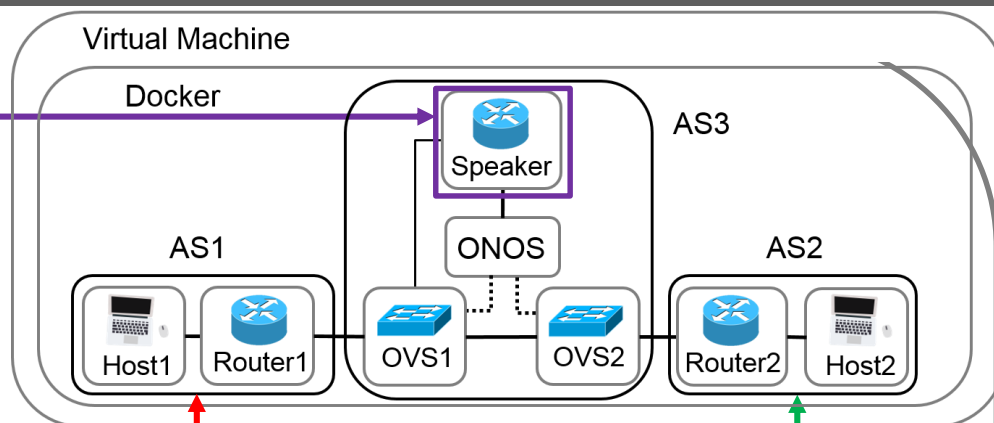 Virtual Machine
Docker
AS3
Speaker
ONOS
AS1
AS2
Host1
Router1
OVS1
OVS2
Router2
Host2